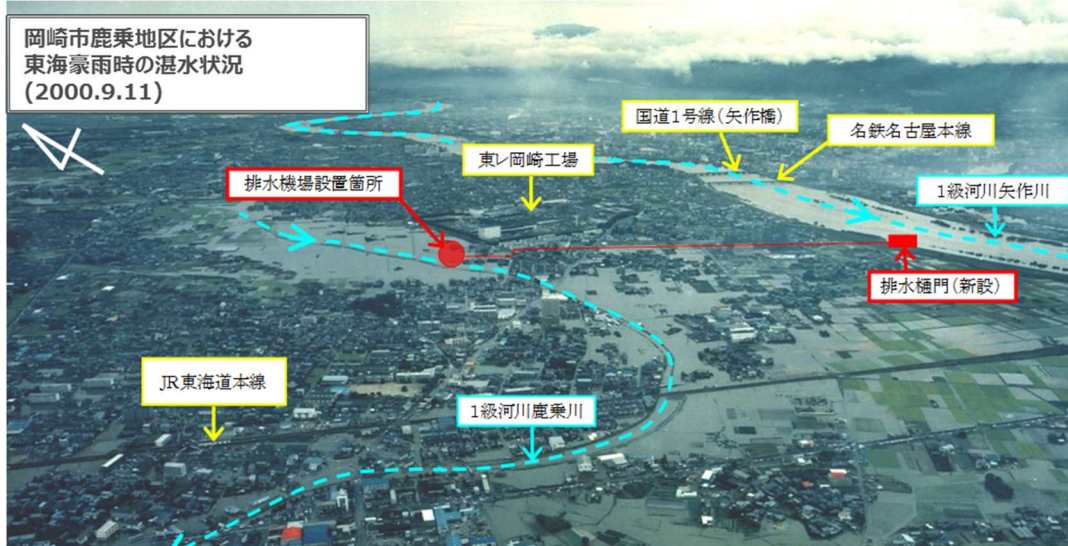 岡崎市鹿乗地区における
東海豪雨時の湛水状況
(2000.9.11)
国道1号線(矢作橋)
名鉄名古屋本線
東レ岡崎工場
排水機場設置箇所
1級河川矢作川
排水樋門(新設)
JR東海道本線
1級河川鹿乗川